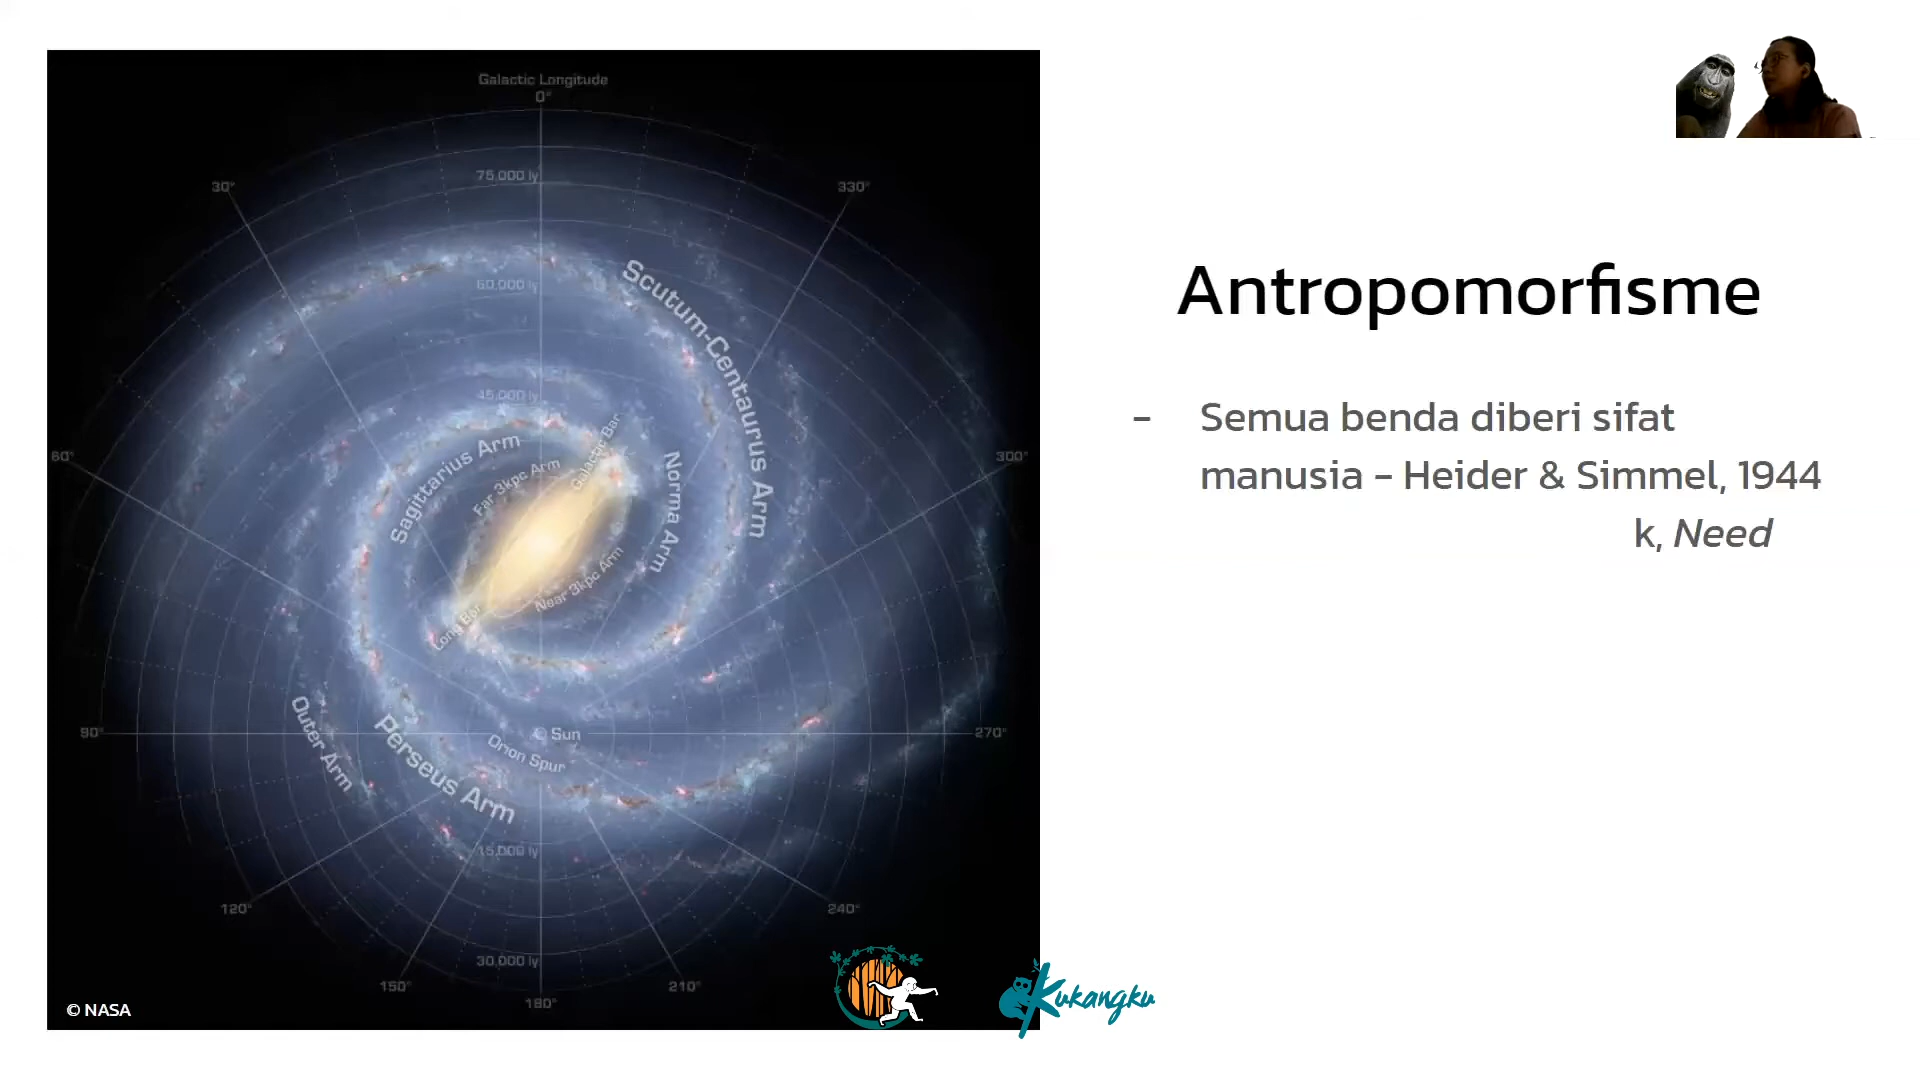 Galactic Longitude
0°
30°
330°
75,000 ly
60,000 ly
45,000 ly
Scutum-Centaurus Arm
Sagittarius Arm
Far 3kpc Arm
Galactic Bar
Norma Arm
60°
300°
Near 3kpc Arm
Long Bar
Outer Arm
Perseus Arm
Orion Spur
Sun
90°
270°
15,000 ly
120°
240°
30,000 ly
150°
180°
210°
© NASA
Antropomorfisme
- Semua benda diberi sifat
manusia - Heider & Simmel, 1944
k, Need
Kukangku